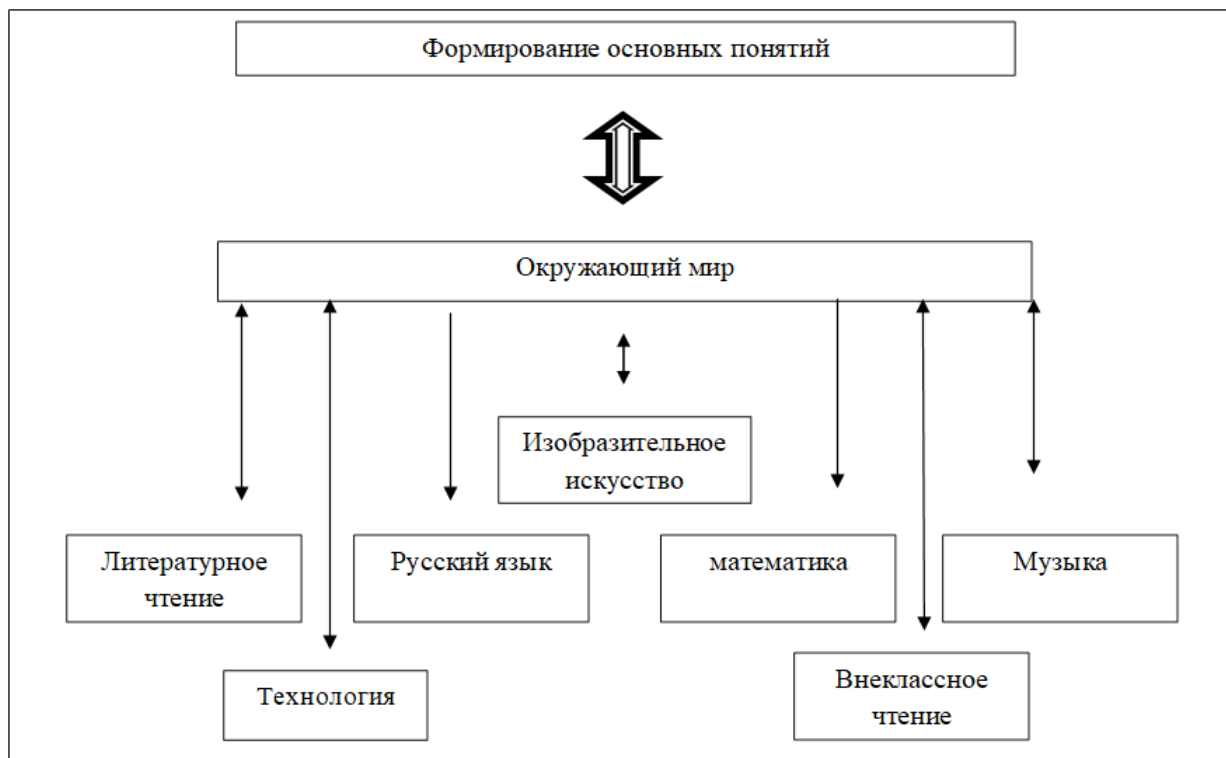 Формирование основных понятий
Окружающий мир
Изобразительное
искусство
Литературное
чтение
Русский язык
математика
Музыка
Технология
Внеклассное
чтение